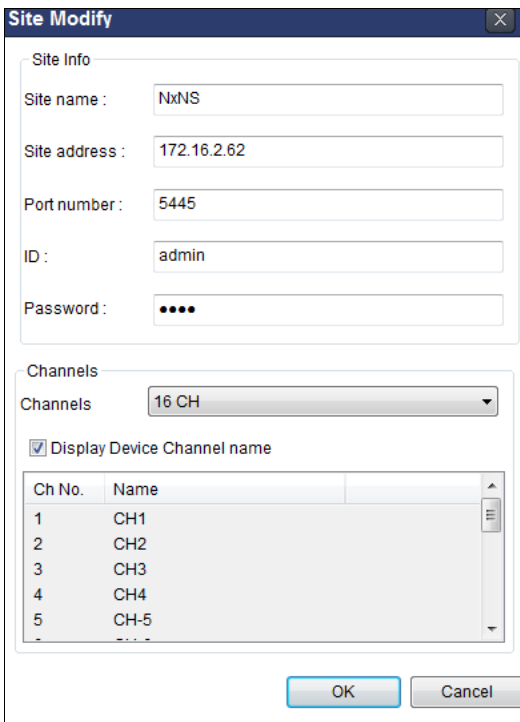 Site Modify
Site Info
Site name : NxNS
Site address : 172.16.2.62
Port number : 5445
ID : admin
Password : ●●●●
Channels
Channels 16 CH
Display Device Channel name
Ch No. Name
1 CH1
2 CH2
3 CH3
4 CH4
5 CH-5
OK Cancel